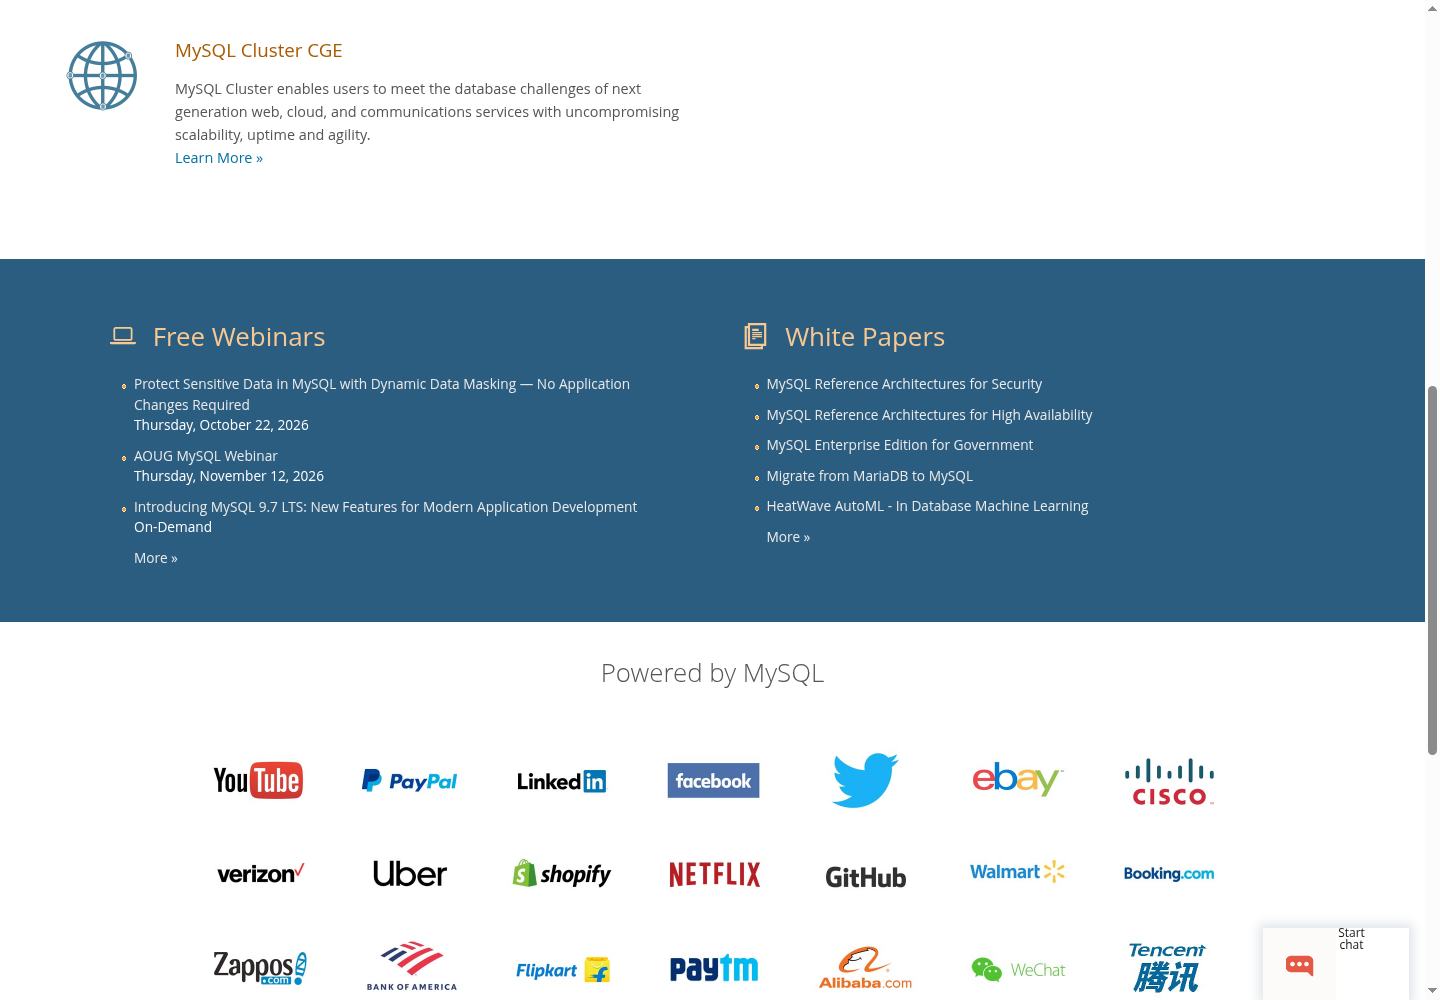 MySQL Cluster CGE
MySQL Cluster enables users to meet the database challenges of next
generation web, cloud, and communications services with uncompromising
scalability, uptime and agility.
Learn More »
Free Webinars
Protect Sensitive Data in MySQL with Dynamic Data Masking — No Application
Changes Required
Thursday, October 22, 2026
AOUG MySQL Webinar
Thursday, November 12, 2026
Introducing MySQL 9.7 LTS: New Features for Modern Application Development
On-Demand
More »
White Papers
MySQL Reference Architectures for Security
MySQL Reference Architectures for High Availability
MySQL Enterprise Edition for Government
Migrate from MariaDB to MySQL
HeatWave AutoML - In Database Machine Learning
More »
Powered by MySQL
YouTube PayPal LinkedIn facebook ebay CISCO
verizon Uber shopify NETFLIX GitHub Walmart Booking.com
Zappos.com BANK OF AMERICA Flipkart paytm Alibaba.com WeChat Tencent 腾讯
Start
chat